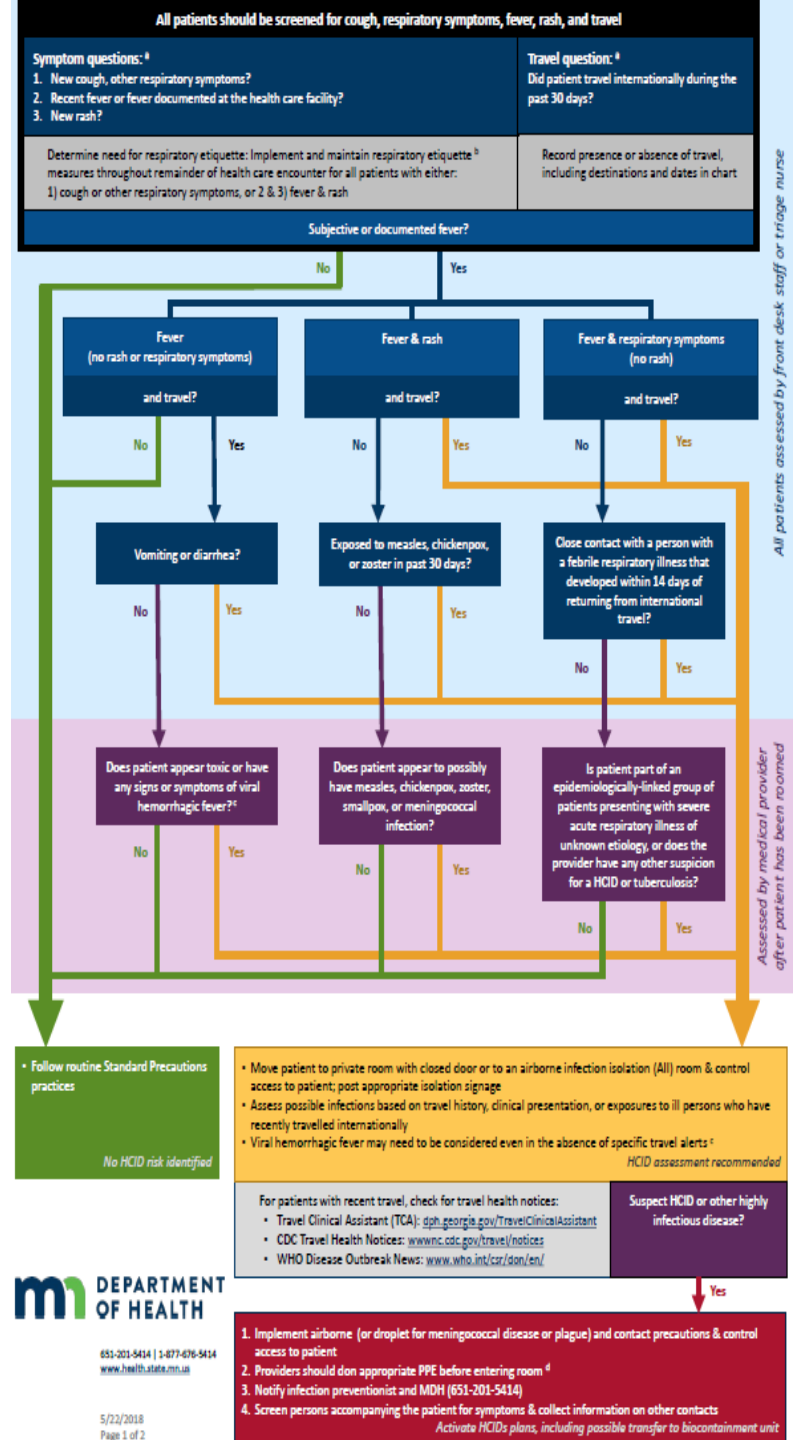 All patients should be screened for cough, respiratory symptoms, fever, rash, and travel
Symptom questions: a
1. New cough, other respiratory symptoms?
2. Recent fever or fever documented at the health care facility?
3. New rash?
Travel question: a
Did patient travel internationally during the
past 30 days?
Determine need for respiratory etiquette: Implement and maintain respiratory etiquette b
measures throughout remainder of health care encounter for all patients with either:
1) cough or other respiratory symptoms, or 2 & 3) fever & rash
Record presence or absence of travel,
including destinations and dates in chart
Subjective or documented fever?
No
Yes
Fever
(no rash or respiratory symptoms)
and travel?
Fever & rash
and travel?
Fever & respiratory symptoms
(no rash)
and travel?
No
Yes
No
Yes
No
Yes
Vomiting or diarrhea?
Exposed to measles, chickenpox,
or zoster in past 30 days?
Close contact with a person with
a febrile respiratory illness that
developed within 14 days of
returning from international
travel?
No
Yes
No
Yes
No
Yes
All patients assessed by front desk staff or triage nurse
Does patient appear toxic or have
any signs or symptoms of viral
hemorrhagic fever?c
Does patient appear to possibly
have measles, chickenpox, zoster,
smallpox, or meningococcal
infection?
Is patient part of an
epidemiologically-linked group of
patients presenting with severe
acute respiratory illness of
unknown etiology, or does the
provider have any other suspicion
for a HCID or tuberculosis?
No
Yes
No
Yes
No
Yes
Assessed by medical provider
after patient has been roomed
• Follow routine Standard Precautions
practices
No HCID risk identified
• Move patient to private room with closed door or to an airborne infection isolation (AII) room & control
access to patient; post appropriate isolation signage
• Assess possible infections based on travel history, clinical presentation, or exposures to ill persons who have
recently travelled internationally
• Viral hemorrhagic fever may need to be considered even in the absence of specific travel alerts c
HCID assessment recommended
For patients with recent travel, check for travel health notices:
• Travel Clinical Assistant (TCA): dph.georgia.gov/TravelClinicalAssistant
• CDC Travel Health Notices: wwwnc.cdc.gov/travel/notices
• WHO Disease Outbreak News: www.who.int/csr/don/en/
Suspect HCID or other highly
infectious disease?
Yes
1. Implement airborne (or droplet for meningococcal disease or plague) and contact precautions & control
access to patient
2. Providers should don appropriate PPE before entering room d
3. Notify infection preventionist and MDH (651-201-5414)
4. Screen persons accompanying the patient for symptoms & collect information on other contacts
Activate HCIDs plans, including possible transfer to biocontainment unit
mn DEPARTMENT
OF HEALTH
651-201-5414 | 1-877-676-5414
www.health.state.mn.us
5/22/2018
Page 1 of 2